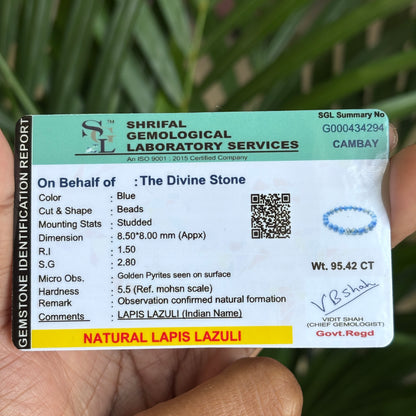 GEMSTONE IDENTIFICATION REPORT
SGL
TM
SHRIFAL
GEMOLOGICAL
LABORATORY SERVICES
An ISO 9001 : 2015 Certified Company
SGL Summary No
G000434294
CAMBAY
On Behalf of : The Divine Stone
Color : Blue
Cut & Shape : Beads
Mounting Stats : Studded
Dimension : 8.50*8.00 mm (Appx)
R.I : 1.50
S.G : 2.80
Micro Obs. : Golden Pyrites seen on surface
Hardness : 5.5 (Ref. mohsn scale)
Remark : Observation confirmed natural formation
Comments : LAPIS LAZULI (Indian Name)
NATURAL LAPIS LAZULI
Wt. 95.42 CT
VBShah
VIDIT SHAH
(CHIEF GEMOLOGIST)
Govt.Regd